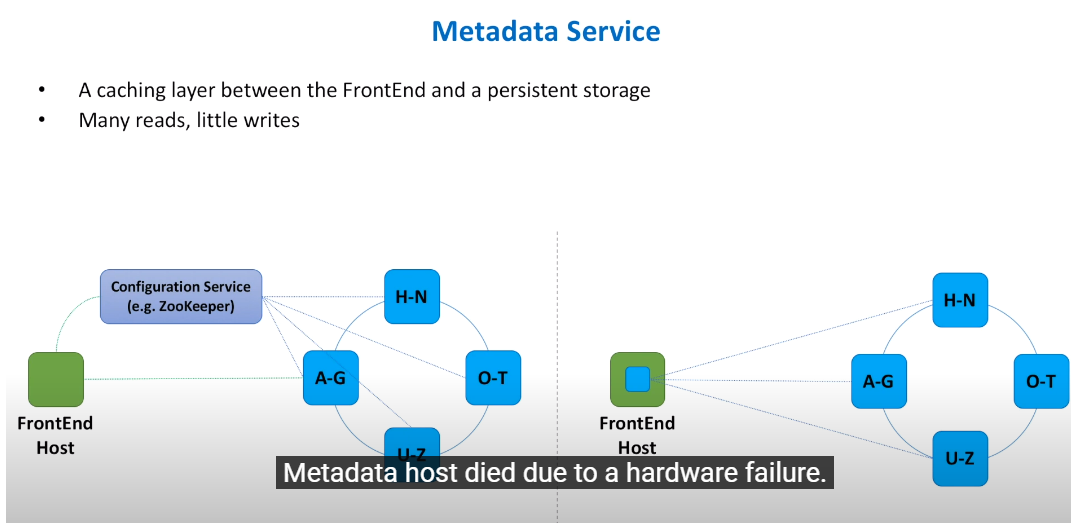 Metadata Service
• A caching layer between the FrontEnd and a persistent storage
• Many reads, little writes
Configuration Service
(e.g. ZooKeeper)
H-N
A-G
O-T
U-Z
FrontEnd
Host
H-N
A-G
O-T
U-Z
FrontEnd
Host
Metadata host died due to a hardware failure.